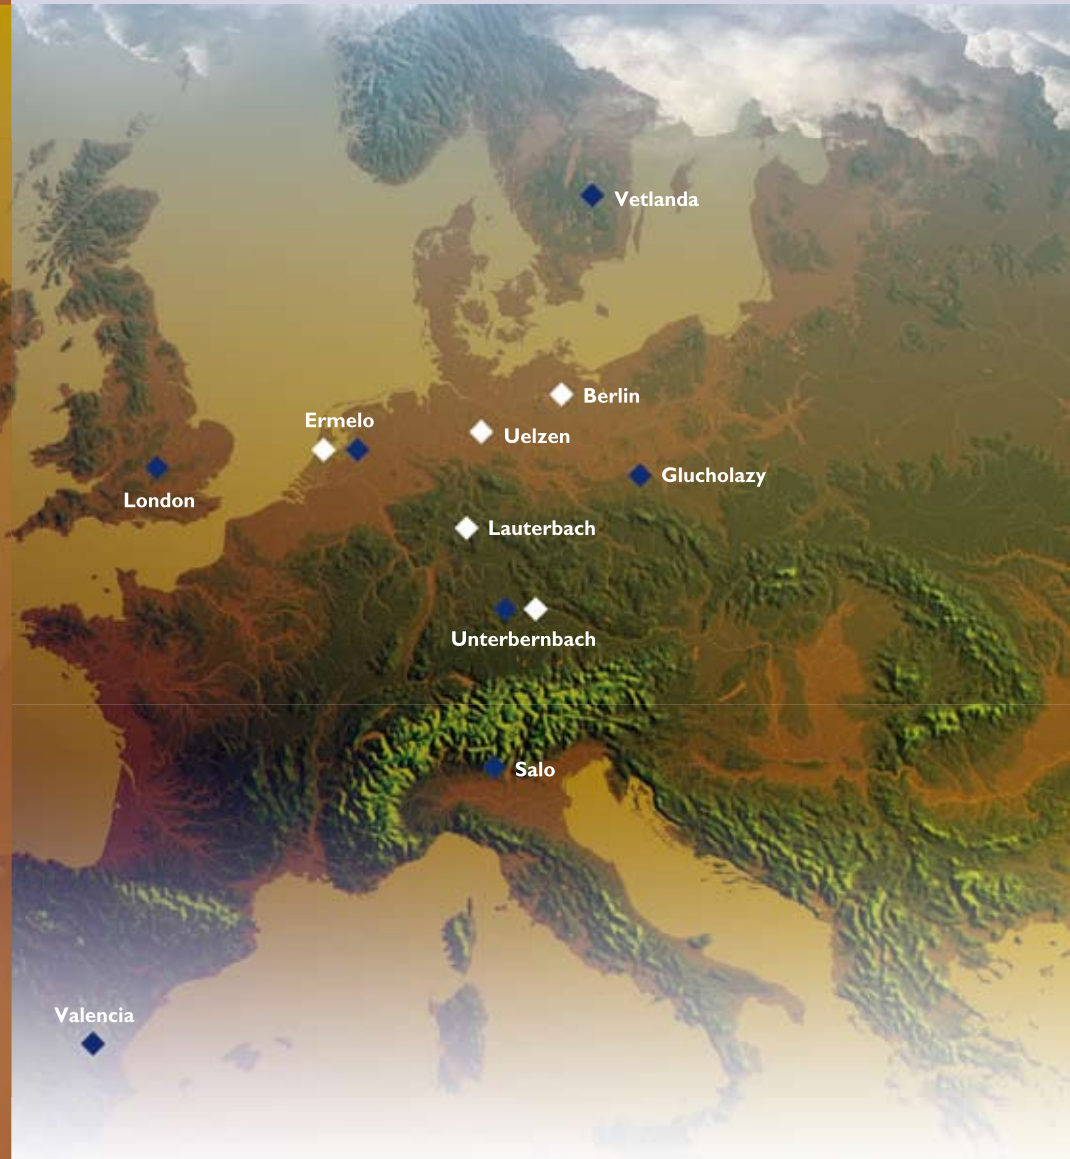 Vetlanda
Berlin
Ermelo
Uelzen
London
Glucholazy
Lauterbach
Unterbernbach
Salo
Valencia